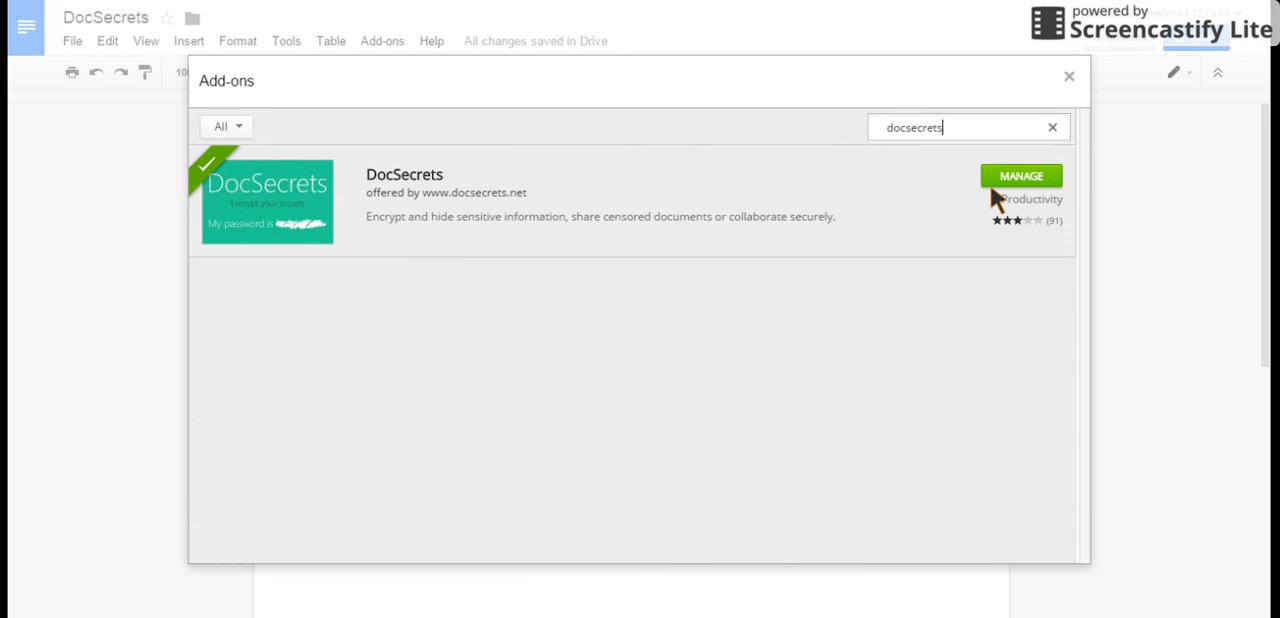 DocSecrets
powered by
Screencastify Lite
File Edit View Insert Format Tools Table Add-ons Help All changes saved in Drive
Add-ons
All
docsecrets
DocSecrets
Encrypt your secrets
My password is
DocSecrets
offered by www.docsecrets.net
Encrypt and hide sensitive information, share censored documents or collaborate securely.
MANAGE
Productivity
(91)